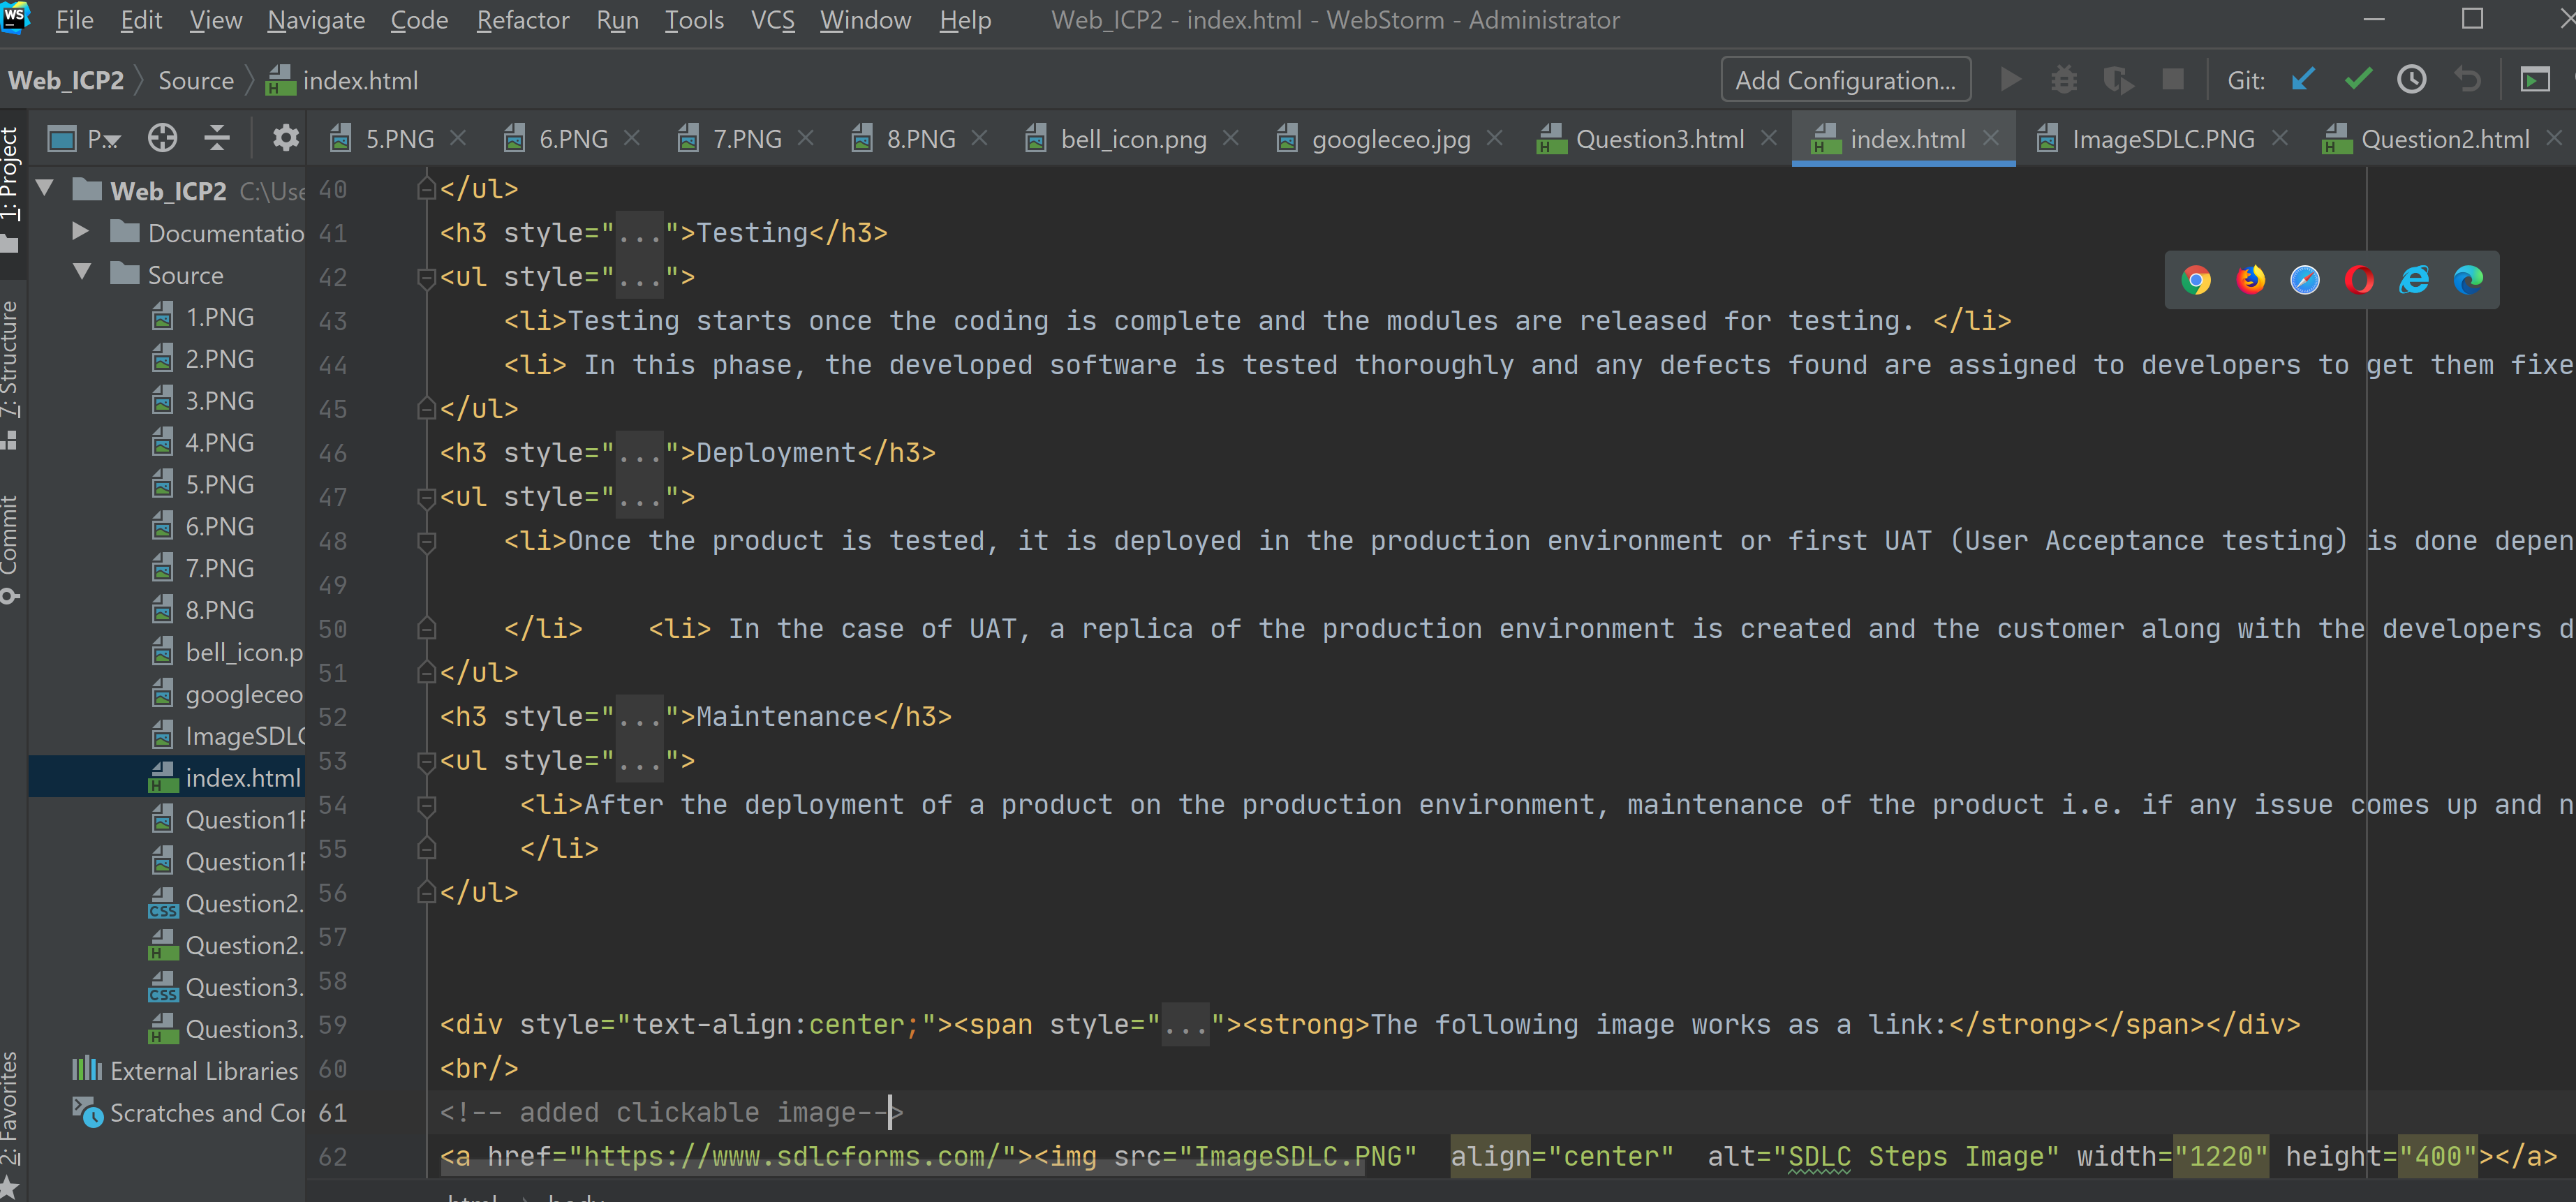 WS File Edit View Navigate Code Refactor Run Tools VCS Window Help Web_ICP2 - index.html - WebStorm - Administrator
Web_ICP2 Source index.html Add Configuration... Git:
P... 5.PNG 6.PNG 7.PNG 8.PNG bell_icon.png googleceo.jpg Question3.html index.html ImageSDLC.PNG Question2.html
1: Project
7: Structure
Commit
2: Favorites
Web_ICP2 C:\Use
Documentatio
Source
1.PNG
2.PNG
3.PNG
4.PNG
5.PNG
6.PNG
7.PNG
8.PNG
bell_icon.p
googleceo
ImageSDLC
index.html
Question1F
Question1F
CSS Question2.
Question2.
CSS Question3.
Question3.
External Libraries
Scratches and Cor
40 </ul>
41 <h3 style="...">Testing</h3>
42 <ul style="...">
43 <li>Testing starts once the coding is complete and the modules are released for testing. </li>
44 <li> In this phase, the developed software is tested thoroughly and any defects found are assigned to developers to get them fixe
45 </ul>
46 <h3 style="...">Deployment</h3>
47 <ul style="...">
48 <li>Once the product is tested, it is deployed in the production environment or first UAT (User Acceptance testing) is done depen
49
50 </li> <li> In the case of UAT, a replica of the production environment is created and the customer along with the developers d
51 </ul>
52 <h3 style="...">Maintenance</h3>
53 <ul style="...">
54 <li>After the deployment of a product on the production environment, maintenance of the product i.e. if any issue comes up and n
55 </li>
56 </ul>
57
58
59 <div style="text-align:center;"><span style="..."><strong>The following image works as a link:</strong></span></div>
60 <br/>
61 <!-- added clickable image-->
62 <a href="https://www.sdlcforms.com/"><img src="ImageSDLC.PNG" align="center" alt="SDLC Steps Image" width="1220" height="400"></a>